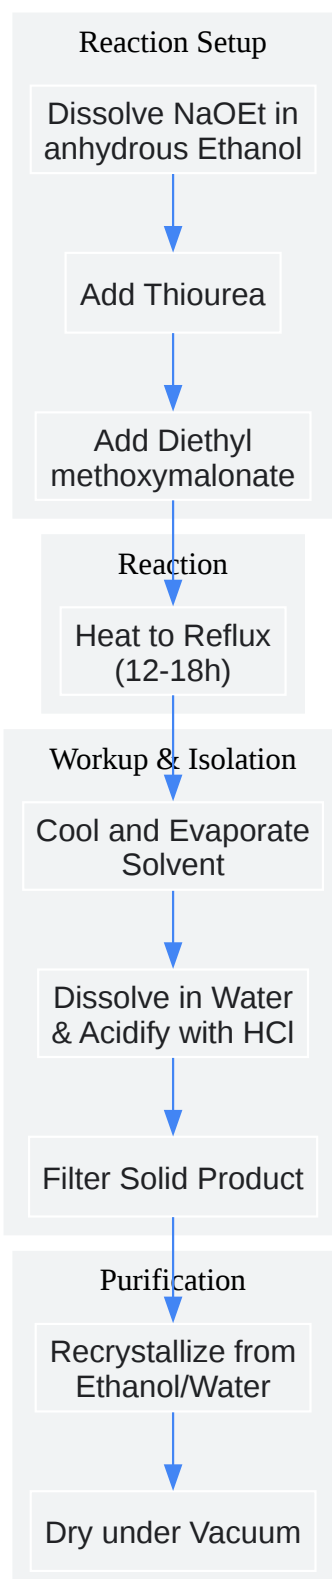 Reaction Setup
Dissolve NaOEt in
anhydrous Ethanol
Add Thiourea
Add Diethyl
methoxymalonate
Reaction
Heat to Reflux
(12-18h)
Workup & Isolation
Cool and Evaporate
Solvent
Dissolve in Water
& Acidify with HCl
Filter Solid Product
Purification
Recrystallize from
Ethanol/Water
Dry under Vacuum